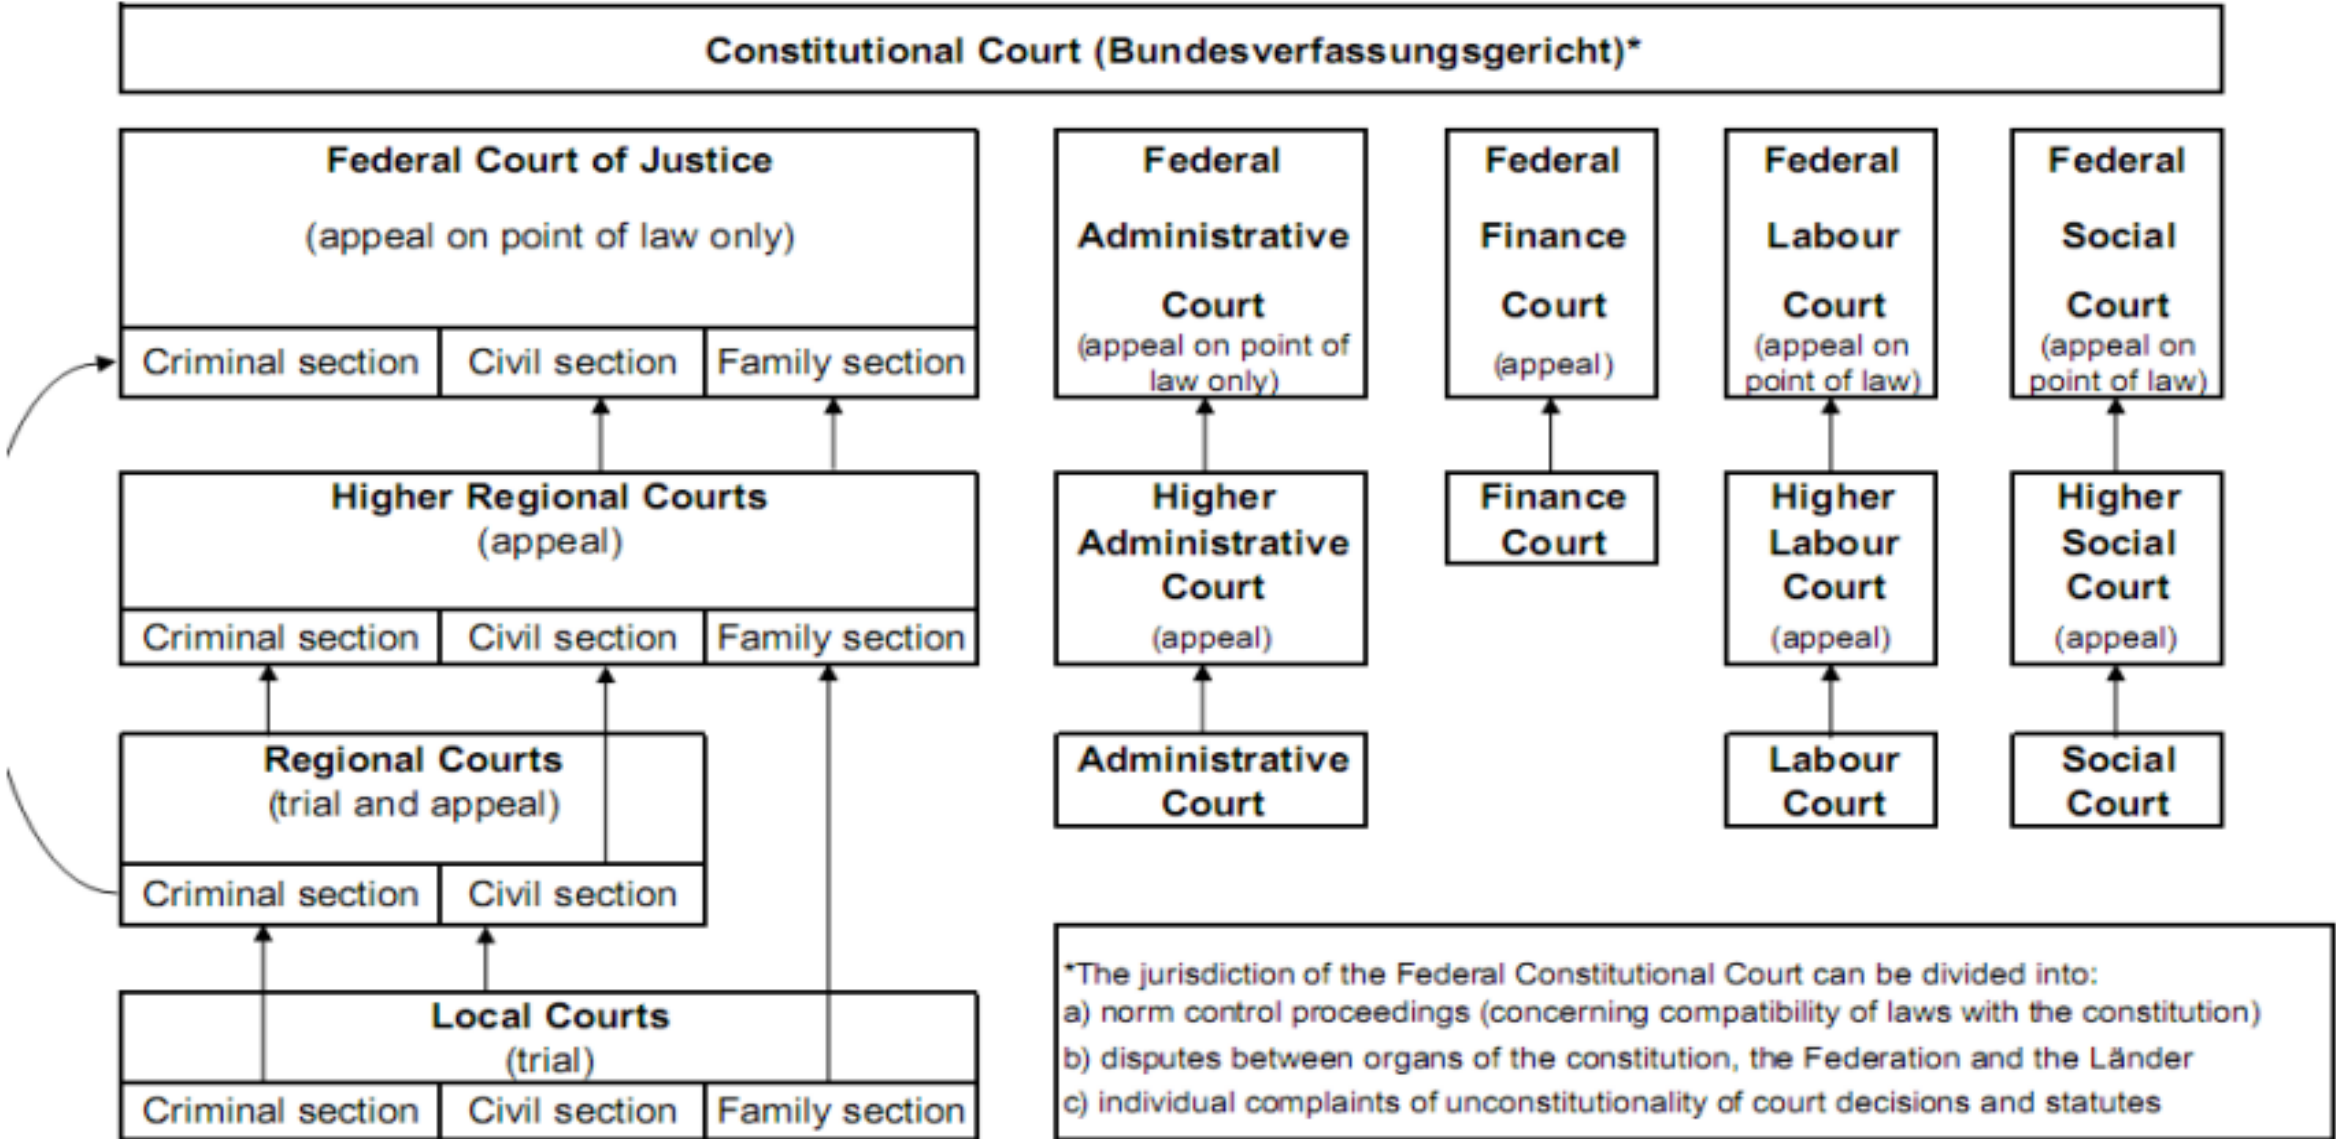 Constitutional Court (Bundesverfassungsgericht)*
Federal Court of Justice
(appeal on point of law only)
Criminal section
Civil section
Family section
Federal
Administrative
Court
(appeal on point of
law only)
Federal
Finance
Court
(appeal)
Federal
Labour
Court
(appeal on
point of law)
Federal
Social
Court
(appeal on
point of law)
Higher Regional Courts
(appeal)
Criminal section
Civil section
Family section
Higher
Administrative
Court
(appeal)
Finance
Court
Higher
Labour
Court
(appeal)
Higher
Social
Court
(appeal)
Regional Courts
(trial and appeal)
Criminal section
Civil section
Administrative
Court
Labour
Court
Social
Court
Local Courts
(trial)
Criminal section
Civil section
Family section
*The jurisdiction of the Federal Constitutional Court can be divided into:
a) norm control proceedings (concerning compatibility of laws with the constitution)
b) disputes between organs of the constitution, the Federation and the Länder
c) individual complaints of unconstitutionality of court decisions and statutes